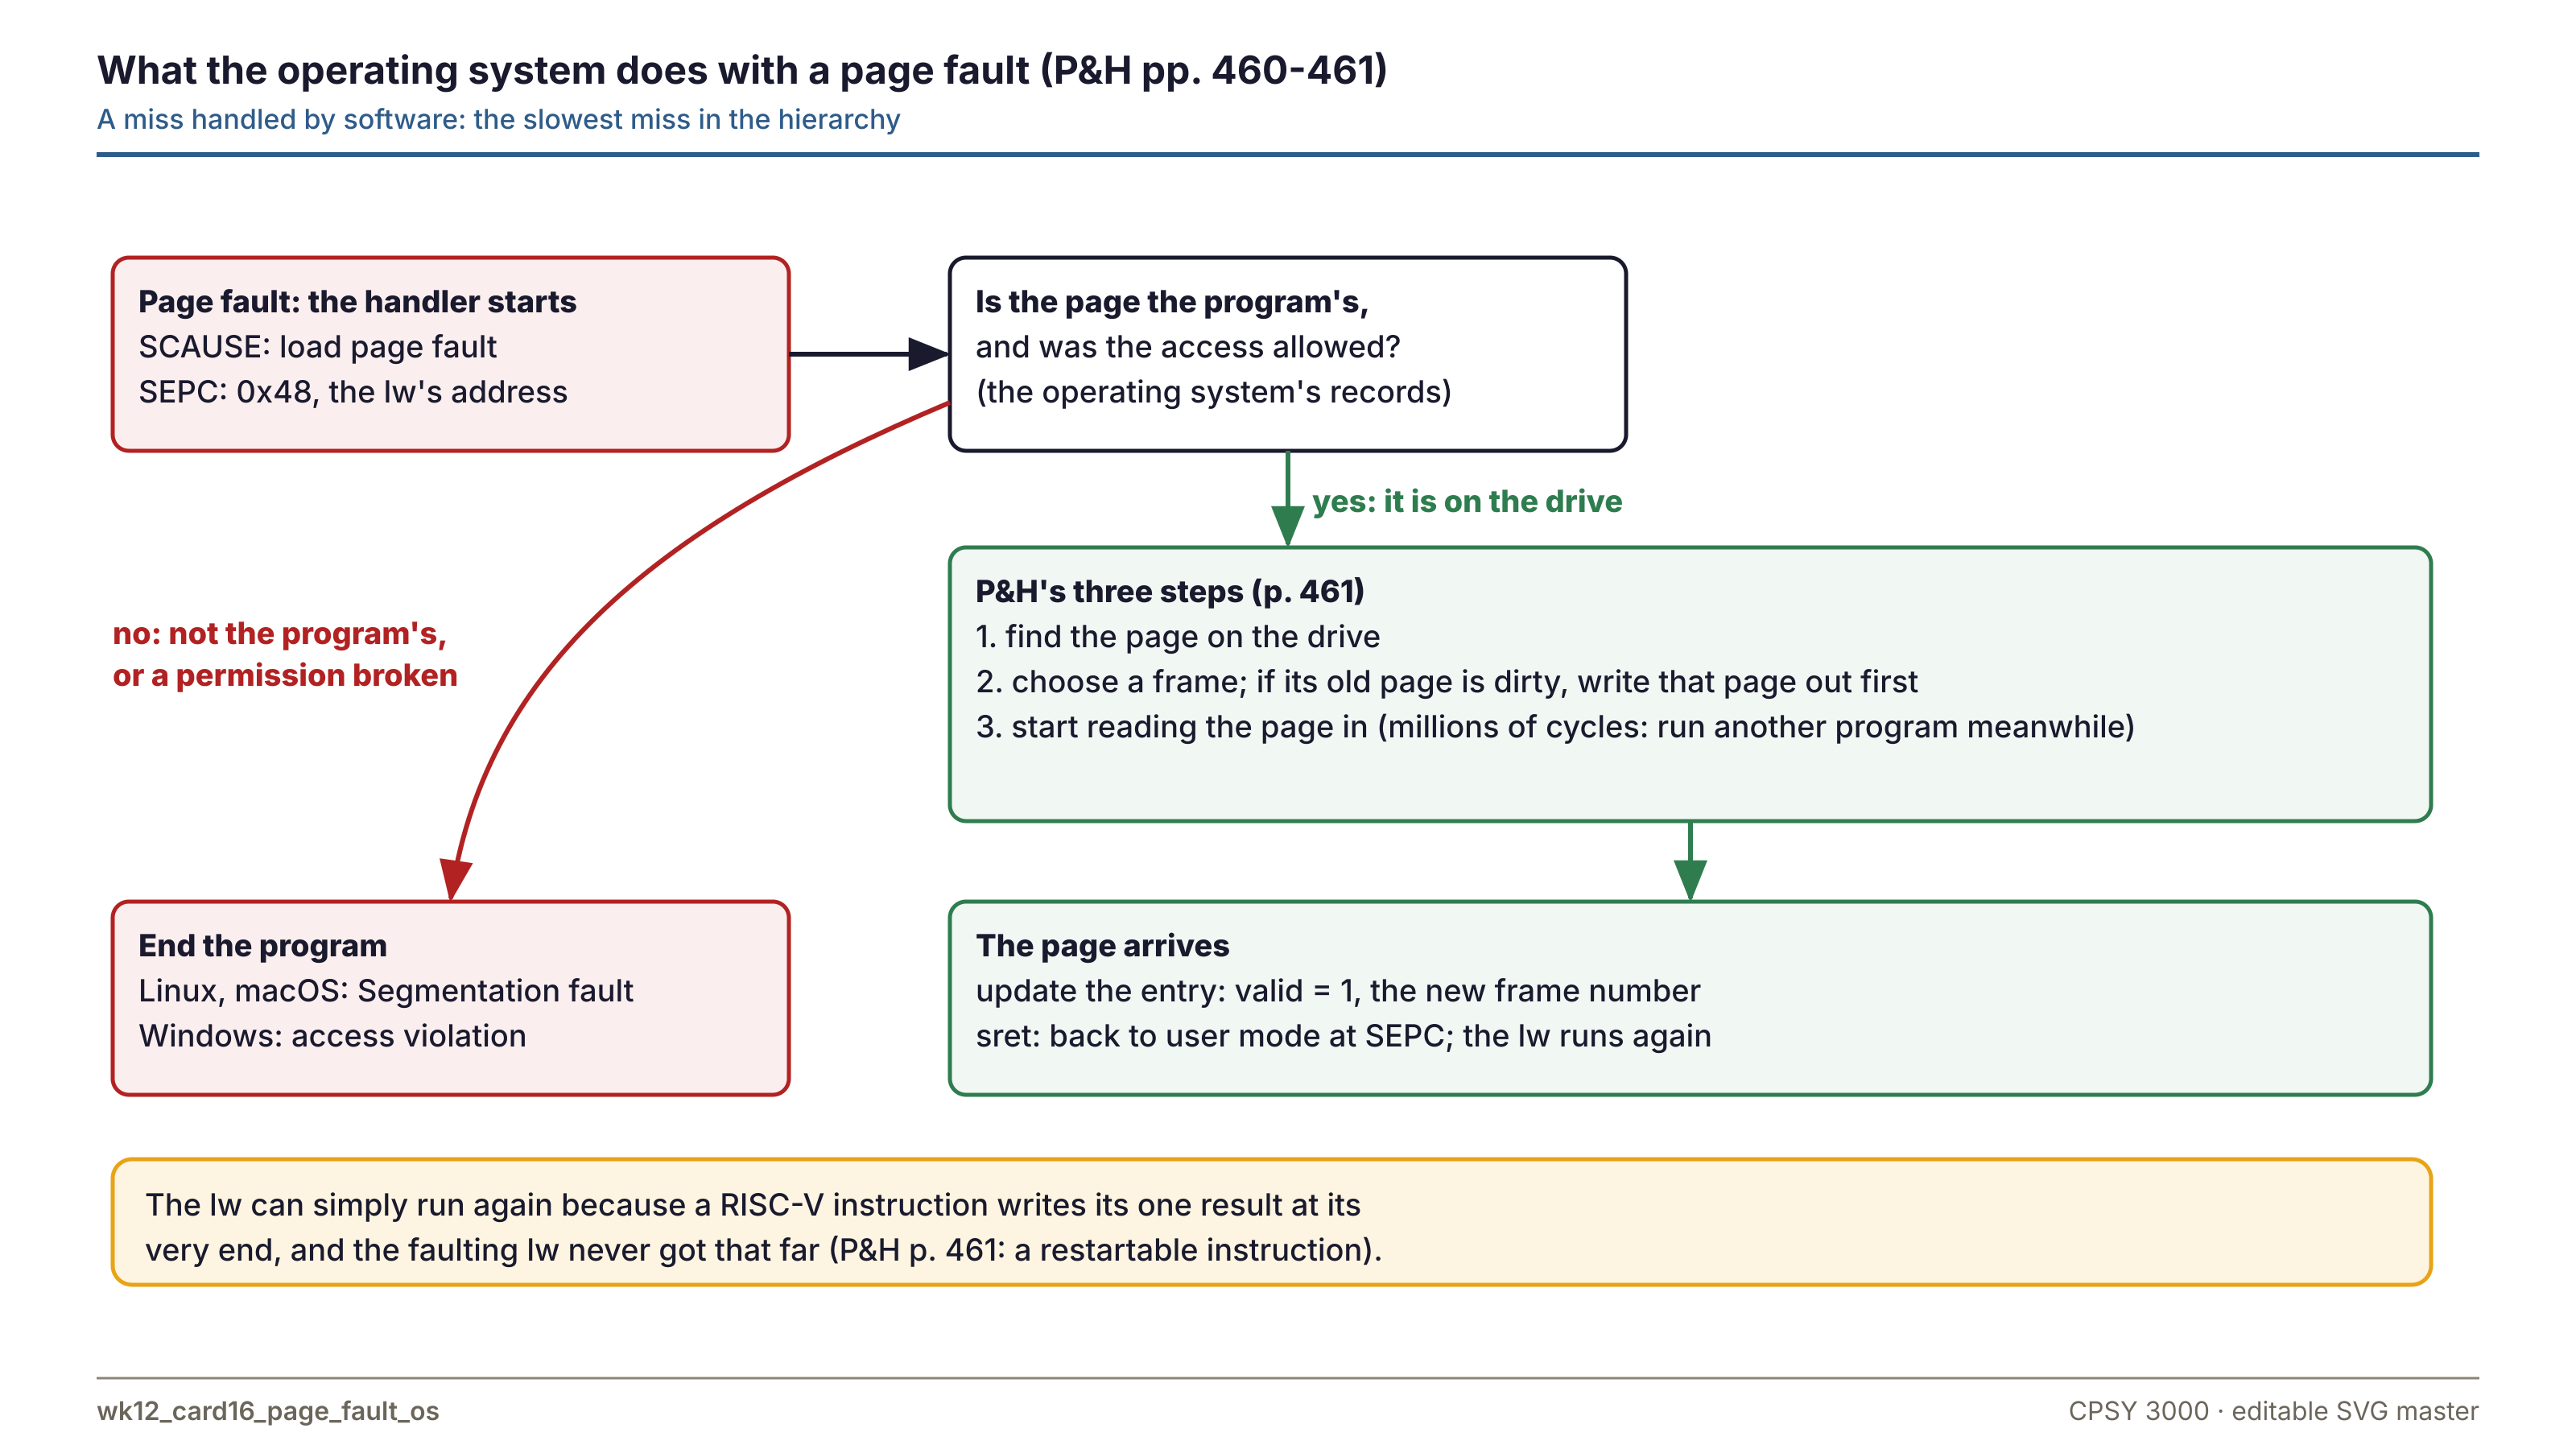 What the operating system does with a page fault (P&H pp. 460-461)
A miss handled by software: the slowest miss in the hierarchy
Page fault: the handler starts
SCAUSE: load page fault
SEPC: 0x48, the lw's address
Is the page the program's,
and was the access allowed?
(the operating system's records)
yes: it is on the drive
no: not the program's,
or a permission broken
P&H's three steps (p. 461)
1. find the page on the drive
2. choose a frame; if its old page is dirty, write that page out first
3. start reading the page in (millions of cycles: run another program meanwhile)
End the program
Linux, macOS: Segmentation fault
Windows: access violation
The page arrives
update the entry: valid = 1, the new frame number
sret: back to user mode at SEPC; the lw runs again
The lw can simply run again because a RISC-V instruction writes its one result at its
very end, and the faulting lw never got that far (P&H p. 461: a restartable instruction).
wk12_card16_page_fault_os
CPSY 3000 · editable SVG master